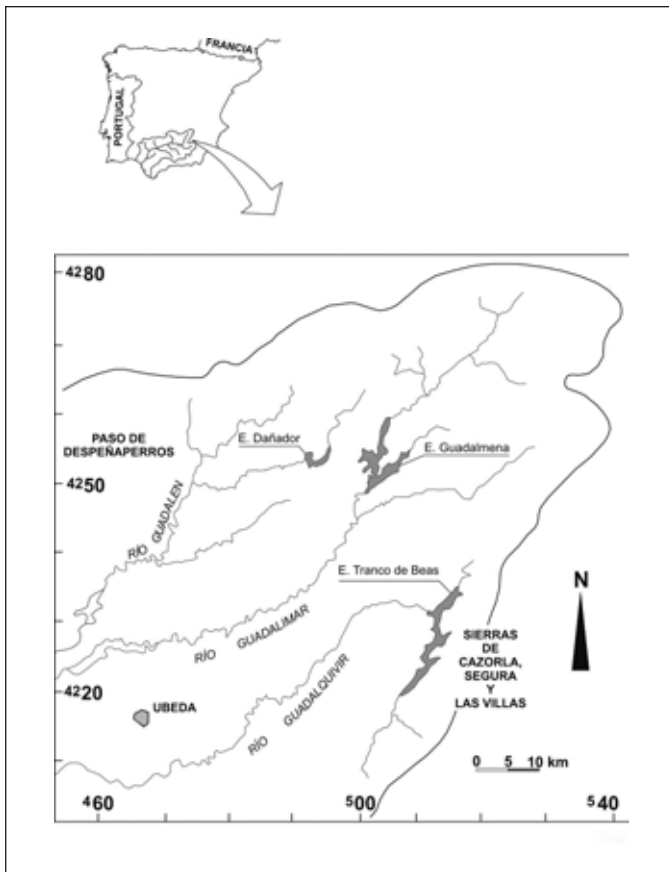 FRANCIA
PORTUGAL
4280
PASO DE
DESPEÑAPERROS
E. Dañador
E. Guadalmena
4250
RÍO GUADALEN
E. Tranco de Beas
N
RÍO GUADALIMAR
SIERRAS
DE
CAZORLA,
SEGURA
Y
LAS VILLAS
4220
UBEDA
RÍO GUADALQUIVIR
0 5 10 km
460
500
540